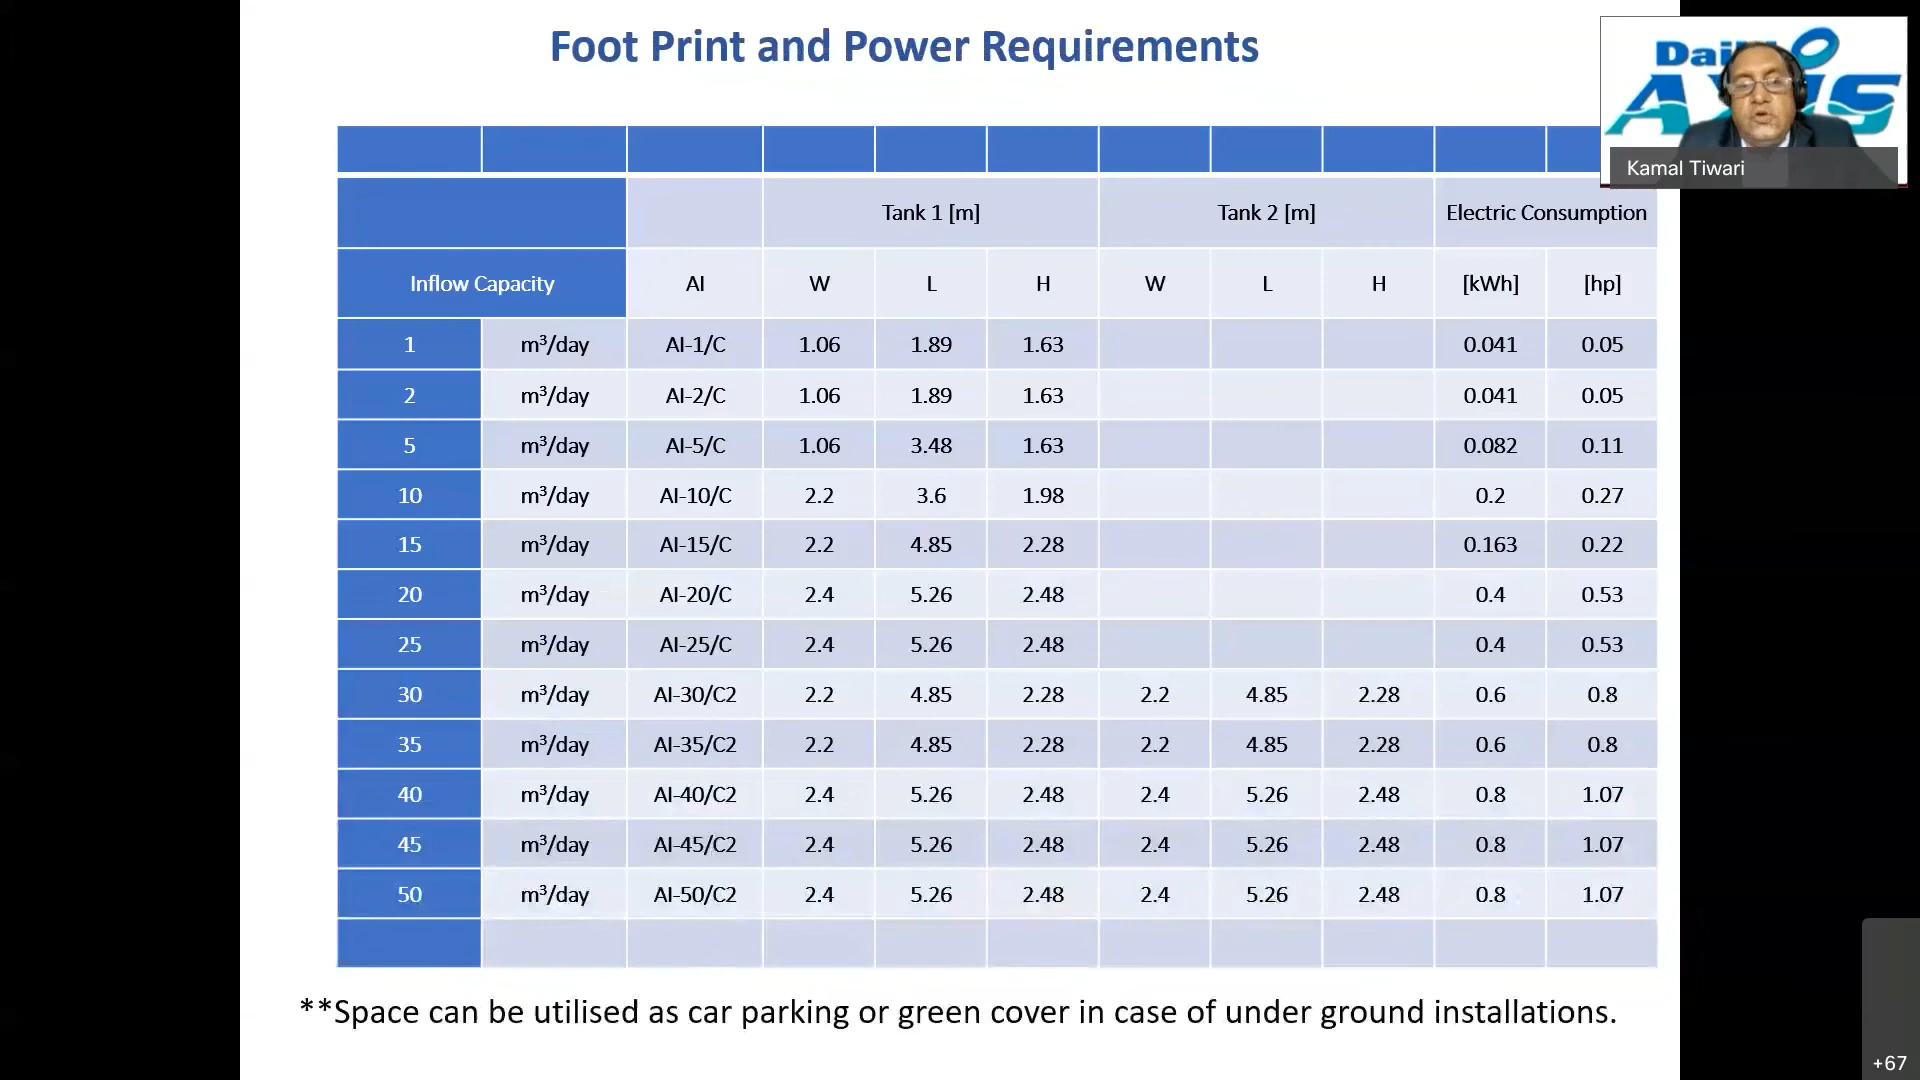 Foot Print and Power Requirements
Kamal Tiwari
Tank 1 [m] Tank 2 [m] Electric Consumption
Inflow Capacity AI W L H W L H [kWh] [hp]
1 m³/day AI-1/C 1.06 1.89 1.63 0.041 0.05
2 m³/day AI-2/C 1.06 1.89 1.63 0.041 0.05
5 m³/day AI-5/C 1.06 3.48 1.63 0.082 0.11
10 m³/day AI-10/C 2.2 3.6 1.98 0.2 0.27
15 m³/day AI-15/C 2.2 4.85 2.28 0.163 0.22
20 m³/day AI-20/C 2.4 5.26 2.48 0.4 0.53
25 m³/day AI-25/C 2.4 5.26 2.48 0.4 0.53
30 m³/day AI-30/C2 2.2 4.85 2.28 2.2 4.85 2.28 0.6 0.8
35 m³/day AI-35/C2 2.2 4.85 2.28 2.2 4.85 2.28 0.6 0.8
40 m³/day AI-40/C2 2.4 5.26 2.48 2.4 5.26 2.48 0.8 1.07
45 m³/day AI-45/C2 2.4 5.26 2.48 2.4 5.26 2.48 0.8 1.07
50 m³/day AI-50/C2 2.4 5.26 2.48 2.4 5.26 2.48 0.8 1.07
**Space can be utilised as car parking or green cover in case of under ground installations.
+67